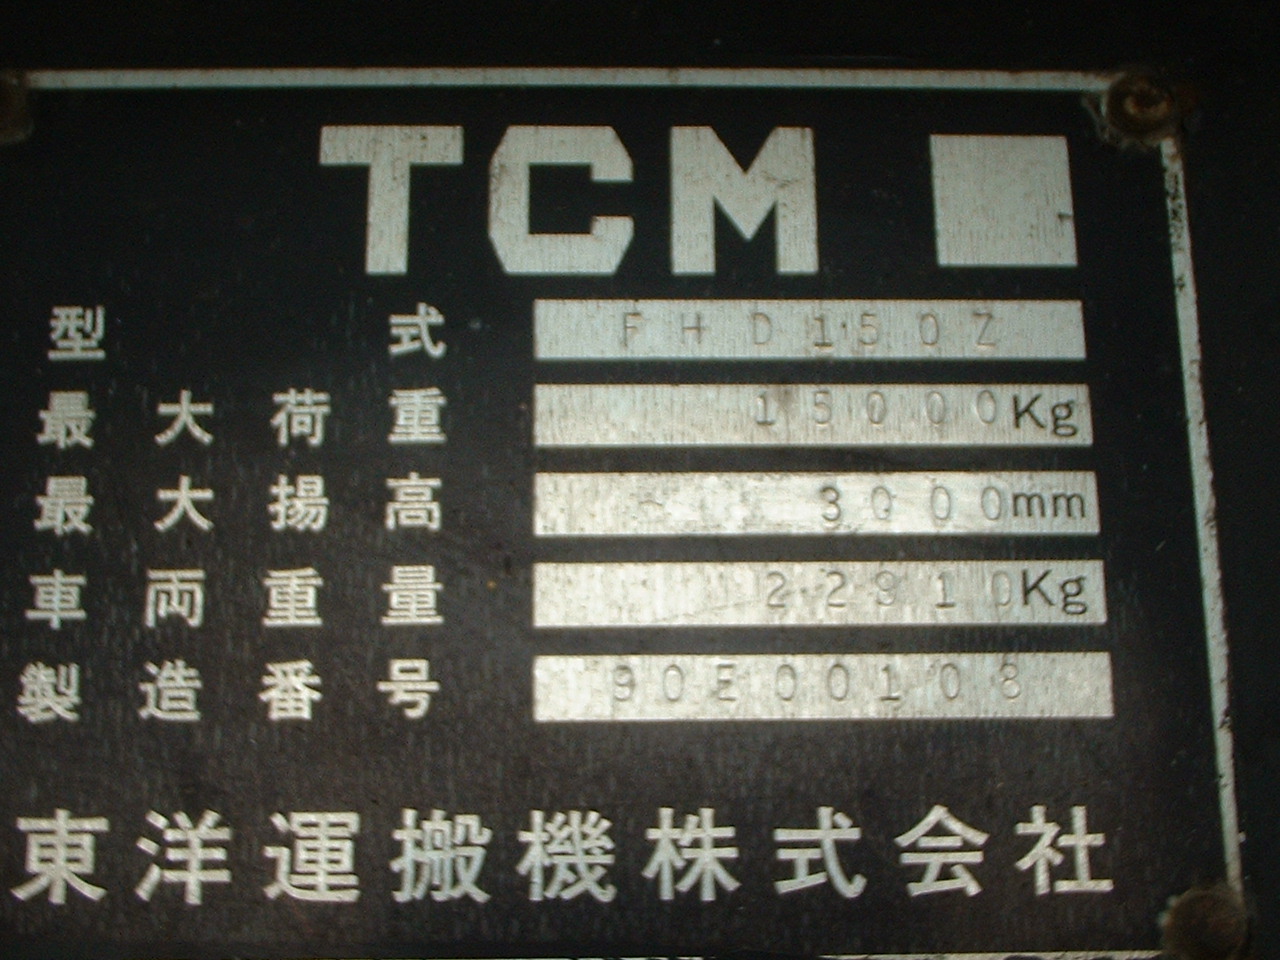 TCM
型式 FHD150Z
最大荷重 15000Kg
最大揚高 3000mm
車両重量 22910Kg
製造番号 90E00108
東洋運搬機株式会社